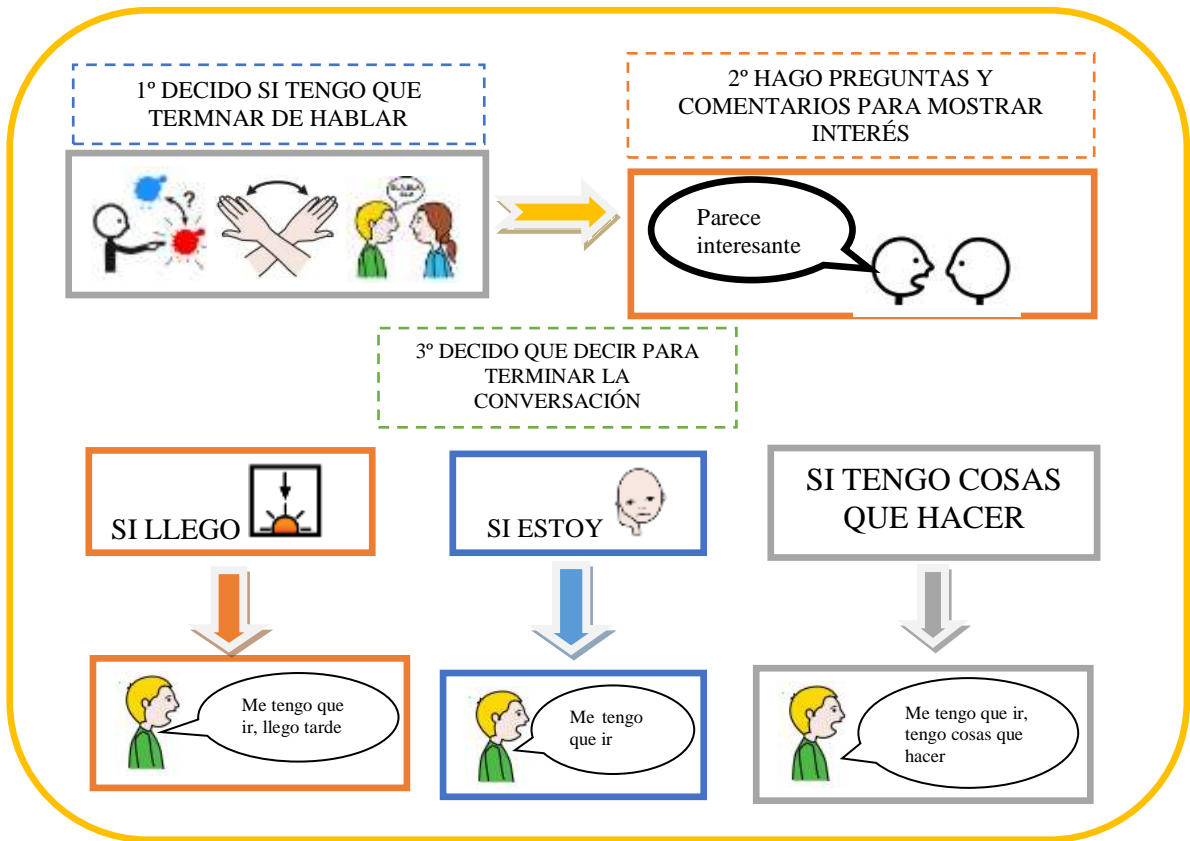 1º DECIDO SI TENGO QUE
TERMNAR DE HABLAR
2º HAGO PREGUNTAS Y
COMENTARIOS PARA MOSTRAR
INTERÉS
?
Parece
interesante
3º DECIDO QUE DECIR PARA
TERMINAR LA
CONVERSACIÓN
SI LLEGO
SI ESTOY
SI TENGO COSAS
QUE HACER
Me tengo que
ir, llego tarde
Me tengo
que ir
Me tengo que ir,
tengo cosas que
hacer